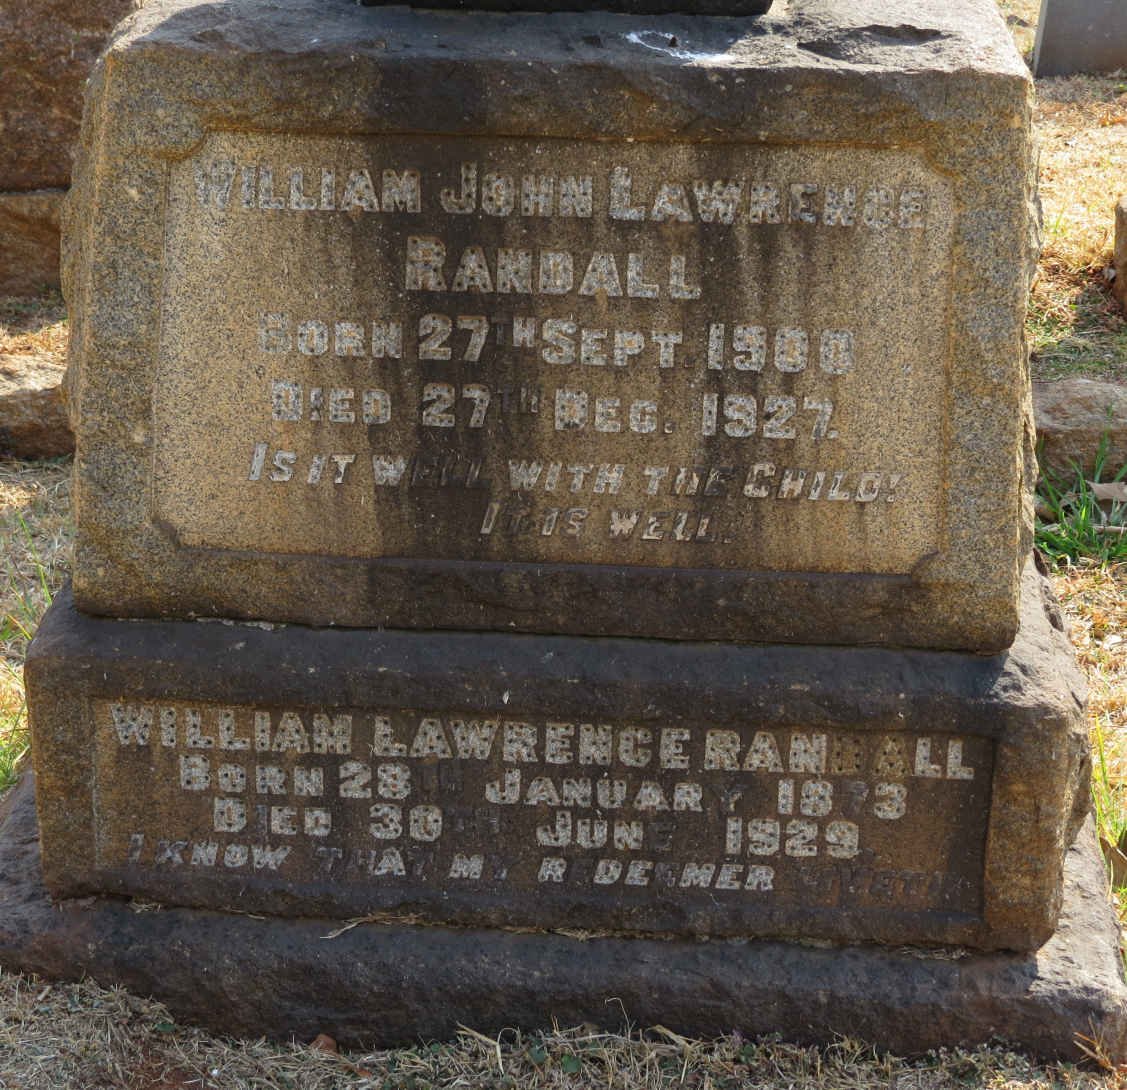 WILLIAM JOHN LAWRENCE
RANDALL
BORN 27TH SEPT. 1900
DIED 27TH DEC. 1927.
IS IT WELL WITH THE CHILD?
IT IS WELL.
WILLIAM LAWRENCE RANDALL
BORN 28TH JANUARY 1873
DIED 30TH JUNE 1929.
I KNOW THAT MY REDEEMER LIVETH